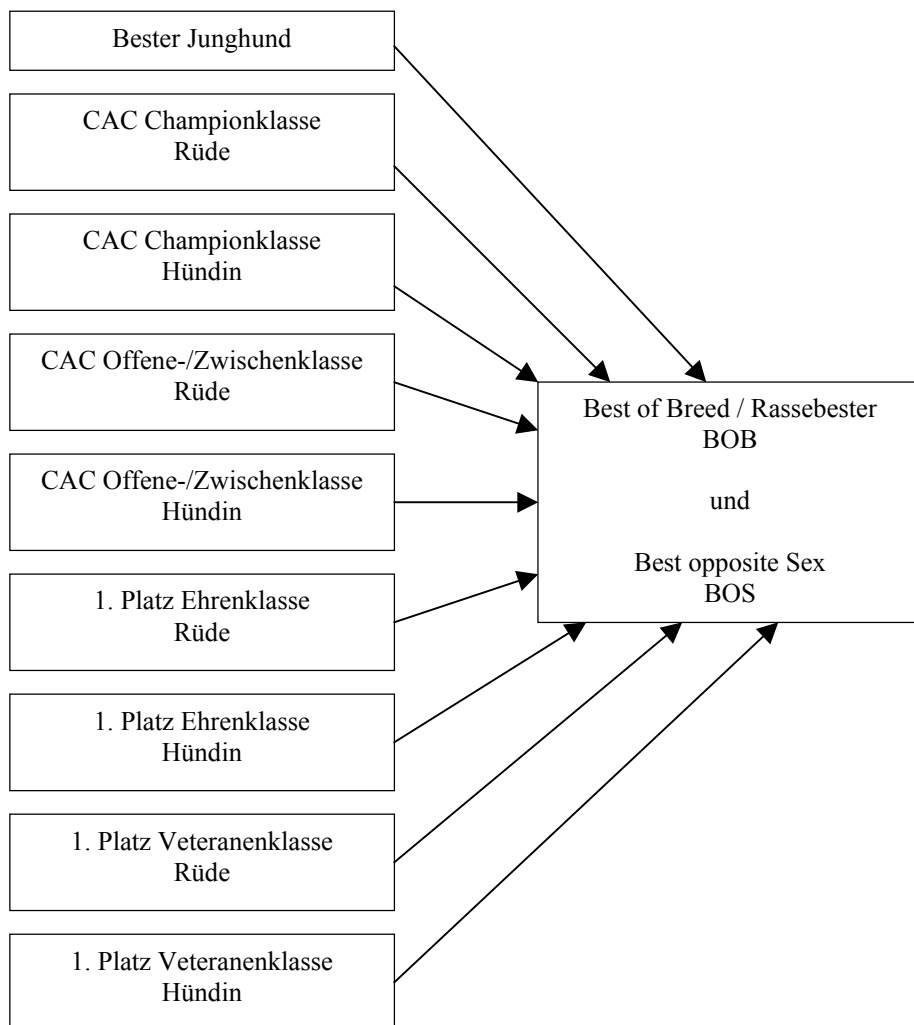 Bester Junghund
CAC Championklasse
Rüde
CAC Championklasse
Hündin
CAC Offene-/Zwischenklasse
Rüde
CAC Offene-/Zwischenklasse
Hündin
1. Platz Ehrenklasse
Rüde
1. Platz Ehrenklasse
Hündin
1. Platz Veteranenklasse
Rüde
1. Platz Veteranenklasse
Hündin
Best of Breed / Rassebester
BOB
und
Best opposite Sex
BOS